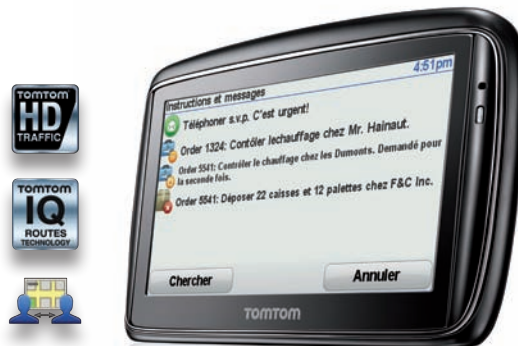 TOMTOM
HD
TRAFFIC
TOMTOM
IQ
ROUTES
TECHNOLOGY
4:51pm
Instructions et messages
Téléphoner s.v.p. C'est urgent!
Order 1324: Contôler lechauffage chez Mr. Hainaut.
Order 5541: Contrôler le chauffage chez les Dumonts. Demandé pour
la seconde fois.
Order 5541: Déposer 22 caisses et 12 palettes chez F&C Inc.
Chercher
Annuler
TOMTOM